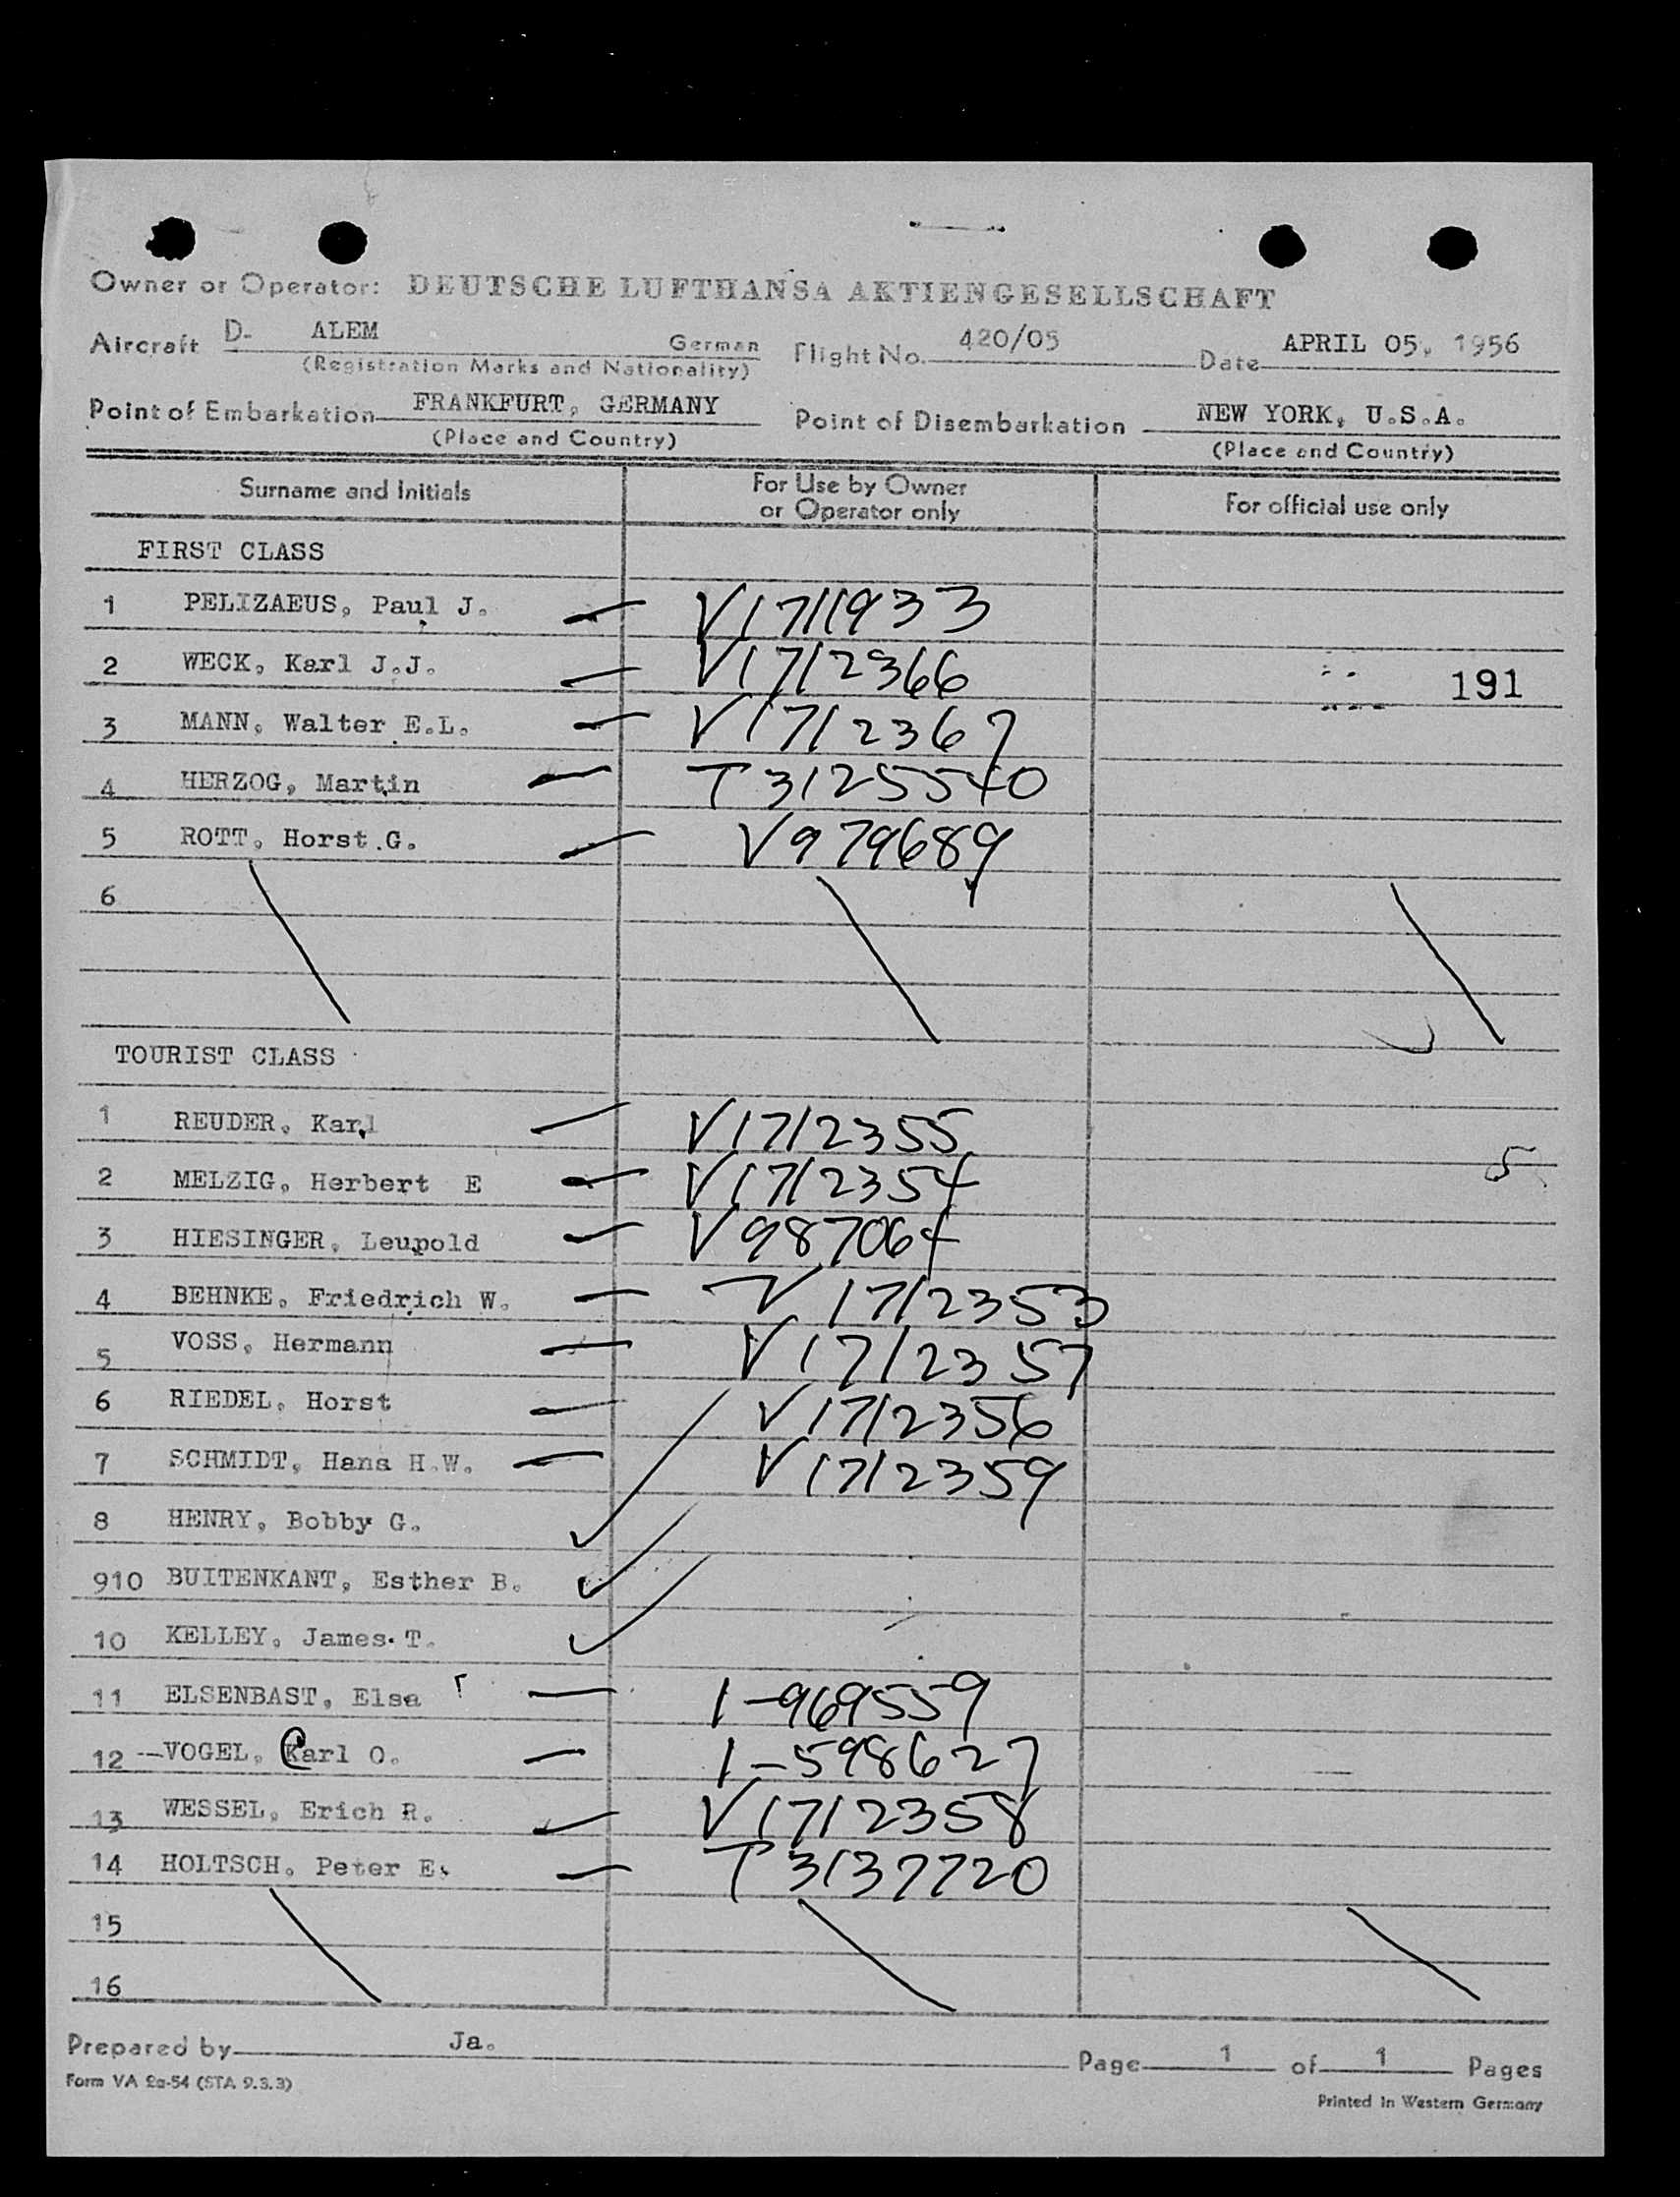 Owner or Operator: DEUTSCHE LUFTHANSA AKTIENGESELLSCHAFT
Aircraft D- ALEM German Flight No. 420/05 Date APRIL 05, 1956
(Registration Marks and Nationality)
Point of Embarkation FRANKFURT, GERMANY Point of Disembarkation NEW YORK, U.S.A.
(Place and Country) (Place and Country)
Surname and Initials For Use by Owner or Operator only For official use only
FIRST CLASS
1 PELIZAEUS, Paul J. V1711933
2 WECK, Karl J.J. V1712366 191
3 MANN, Walter E.L. V1712367
4 HERZOG, Martin T3125540
5 ROTT, Horst G. V979689
6
TOURIST CLASS
1 REUDER, Karl V1712355
2 MELZIG, Herbert E V1712354 5
3 HIESINGER, Leupold V987064
4 BEHNKE, Friedrich W. V1712353
5 VOSS, Hermann V1712357
6 RIEDEL, Horst V1712356
7 SCHMIDT, Hans H.W. V1712359
8 HENRY, Bobby G.
910 BUITENKANT, Esther B.
10 KELLEY, James T.
11 ELSENBAST, Elsa 1-969559
12 --VOGEL, Carl O. 1-598627
13 WESSEL, Erich R. V1712358
14 HOLTSCH, Peter E. T3137720
15
16
Prepared by Ja. Page 1 of 1 Pages
Form VA 2a-54 (STA 9.3.3)
Printed in Western Germany